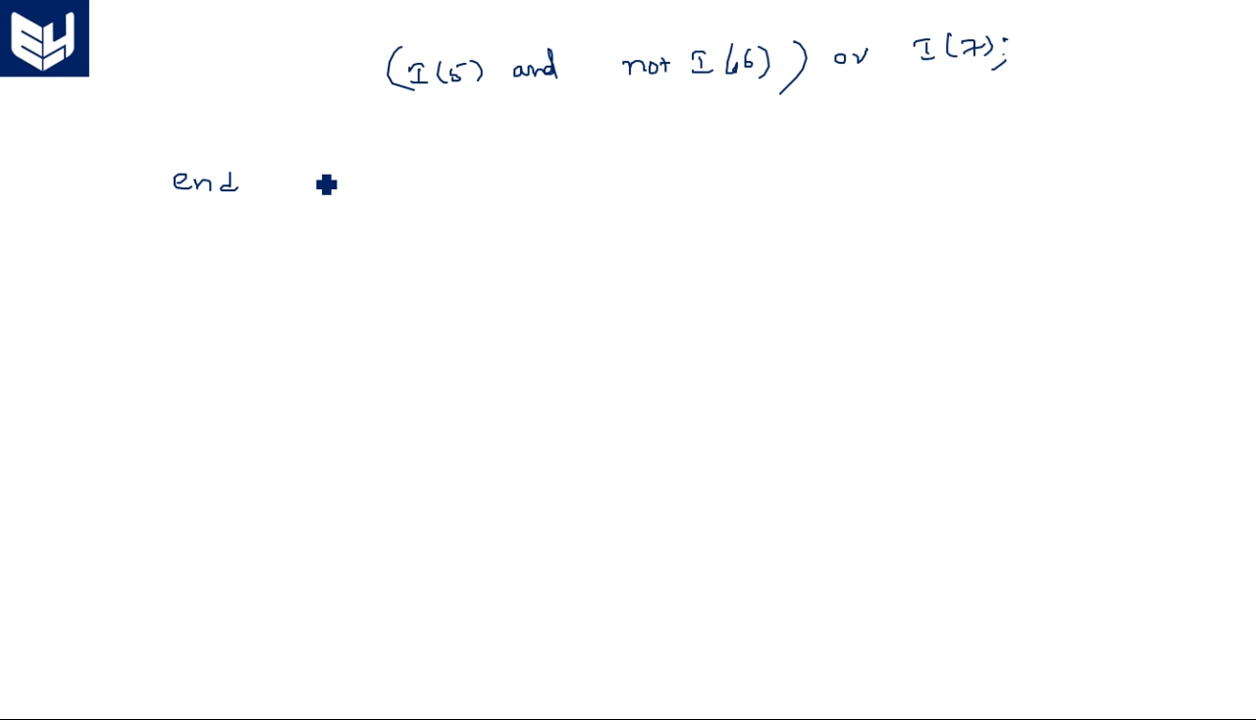 (I(5) and not I(6)) or I(7);
end